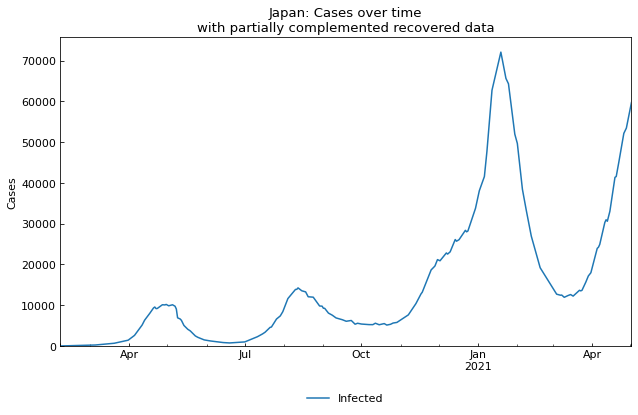 Japan: Cases over time
with partially complemented recovered data
70000
60000
50000
40000
30000
20000
10000
0
Cases
Apr
Jul
Oct
Jan
2021
Apr
Infected